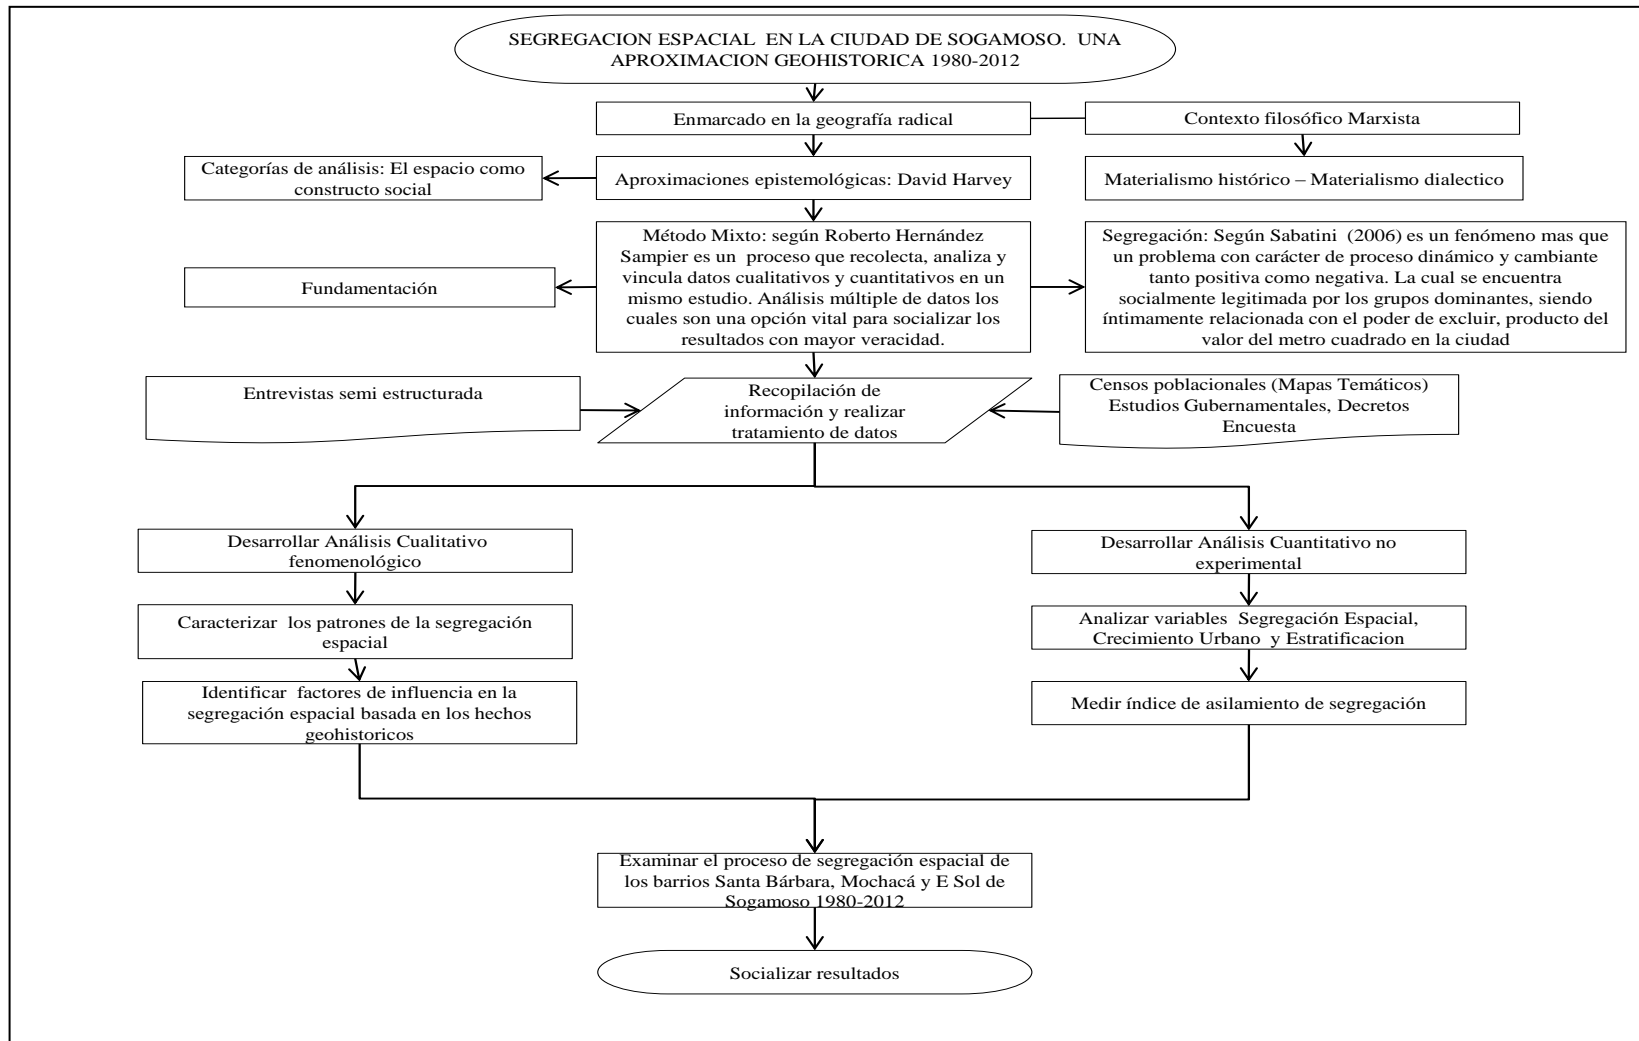 SEGREGACION ESPACIAL EN LA CIUDAD DE SOGAMOSO. UNA
APROXIMACION GEOHISTORICA 1980-2012
Enmarcado en la geografía radical
Contexto filosófico Marxista
Categorías de análisis: El espacio como
constructo social
Aproximaciones epistemológicas: David Harvey
Materialismo histórico – Materialismo dialectico
Fundamentación
Método Mixto: según Roberto Hernández
Sampier es un proceso que recolecta, analiza y
vincula datos cualitativos y cuantitativos en un
mismo estudio. Análisis múltiple de datos los
cuales son una opción vital para socializar los
resultados con mayor veracidad.
Segregación: Según Sabatini (2006) es un fenómeno mas que
un problema con carácter de proceso dinámico y cambiante
tanto positiva como negativa. La cual se encuentra
socialmente legitimada por los grupos dominantes, siendo
íntimamente relacionada con el poder de excluir, producto del
valor del metro cuadrado en la ciudad
Entrevistas semi estructurada
Recopilación de
información y realizar
tratamiento de datos
Censos poblacionales (Mapas Temáticos)
Estudios Gubernamentales, Decretos
Encuesta
Desarrollar Análisis Cualitativo
fenomenológico
Desarrollar Análisis Cuantitativo no
experimental
Caracterizar los patrones de la segregación
espacial
Analizar variables Segregación Espacial,
Crecimiento Urbano y Estratificacion
Identificar factores de influencia en la
segregación espacial basada en los hechos
geohistoricos
Medir índice de asilamiento de segregación
Examinar el proceso de segregación espacial de
los barrios Santa Bárbara, Mochacá y E Sol de
Sogamoso 1980-2012
Socializar resultados